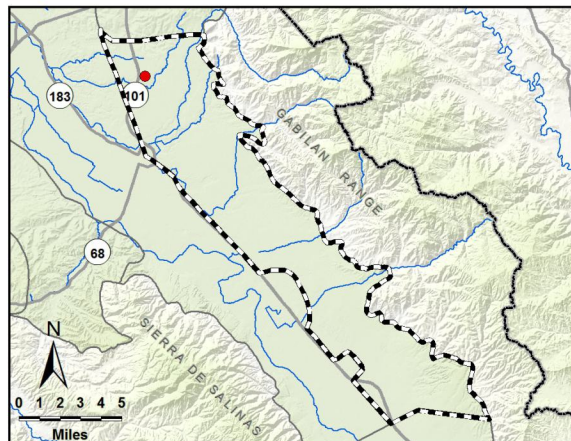 183
101
GABILAN RANGE
68
SIERRA DE SALINAS
N
0 1 2 3 4 5
Miles